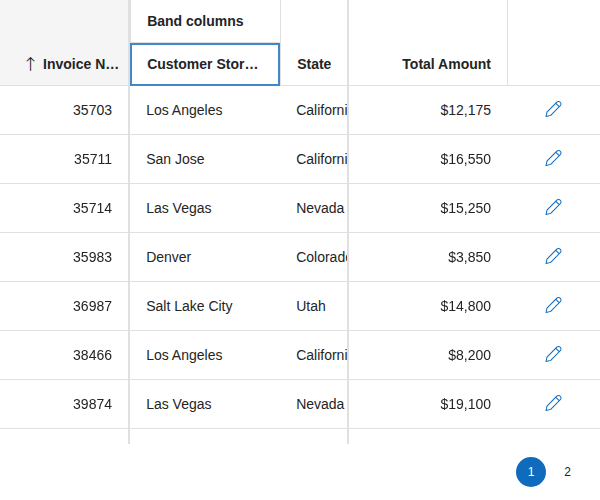 Band columns
Invoice N... Customer Stor... State Total Amount
35703 Los Angeles Californi $12,175
35711 San Jose Californi $16,550
35714 Las Vegas Nevada $15,250
35983 Denver Colorad $3,850
36987 Salt Lake City Utah $14,800
38466 Los Angeles Californi $8,200
39874 Las Vegas Nevada $19,100
1 2